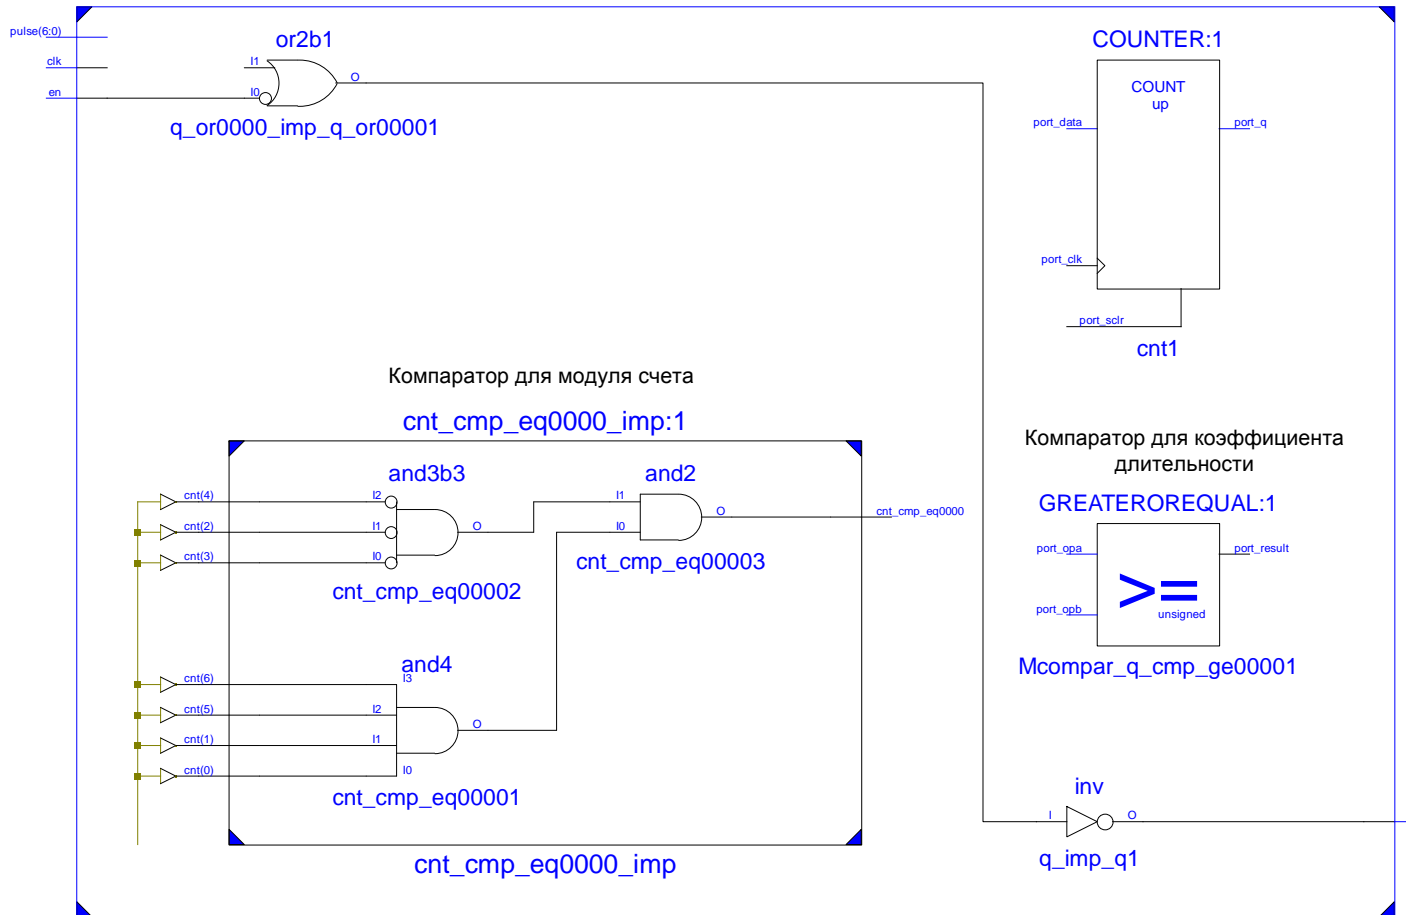 pulse(6:0)
clk
en
or2b1
I1
I0
O
q_or0000_imp_q_or00001
COUNTER:1
COUNT
up
port_data
port_q
port_clk
port_sclr
cnt1
Компаратор для модуля счета
cnt_cmp_eq0000_imp:1
and3b3
cnt(4)
I2
cnt(2)
I1
cnt(3)
I0
O
cnt_cmp_eq00002
and2
I1
I0
O
cnt_cmp_eq0000
cnt_cmp_eq00003
and4
cnt(6)
I3
cnt(5)
I2
cnt(1)
I1
cnt(0)
I0
O
cnt_cmp_eq00001
cnt_cmp_eq0000_imp
Компаратор для коэффициента
длительности
GREATEROREQUAL:1
port_opa
port_result
port_opb
>=
unsigned
Mcompar_q_cmp_ge00001
inv
I
O
q_imp_q1